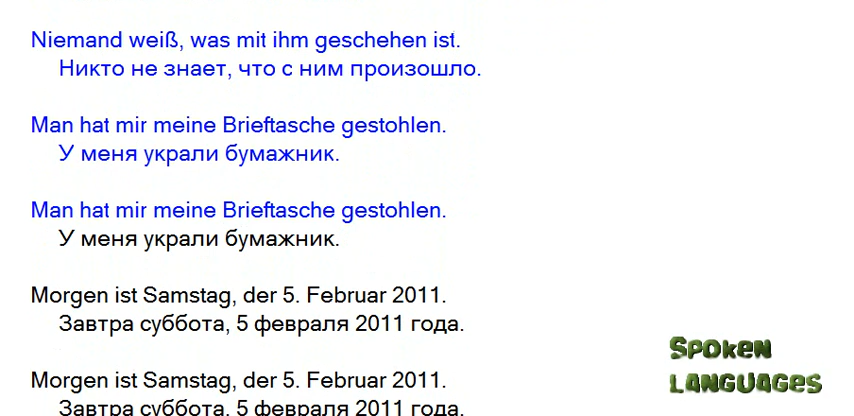 Niemand weiß, was mit ihm geschehen ist.
Никто не знает, что с ним произошло.
Man hat mir meine Brieftasche gestohlen.
У меня украли бумажник.
Man hat mir meine Brieftasche gestohlen.
У меня украли бумажник.
Morgen ist Samstag, der 5. Februar 2011.
Завтра суббота, 5 февраля 2011 года.
Morgen ist Samstag, der 5. Februar 2011.
Завтра суббота, 5 февраля 2011 года.
Spoken
Languages